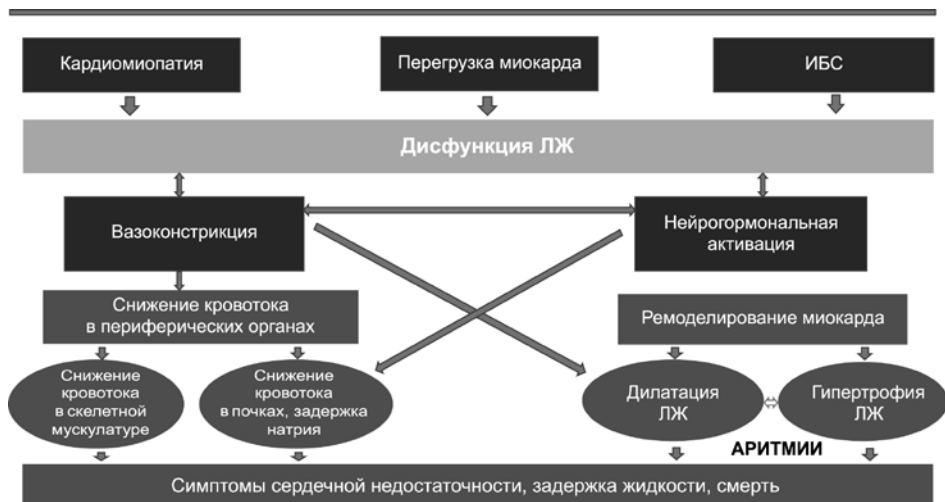 Кардиомиопатия
Перегрузка миокарда
ИБС
Дисфункция ЛЖ
Вазоконстрикция
Нейрогормональная
активация
Снижение кровотока
в периферических органах
Ремоделирование миокарда
Снижение
кровотока
в скелетной
мускулатуре
Снижение
кровотока
в почках, задержка
натрия
Дилатация
ЛЖ
Гипертрофия
ЛЖ
АРИТМИИ
Симптомы сердечной недостаточности, задержка жидкости, смерть